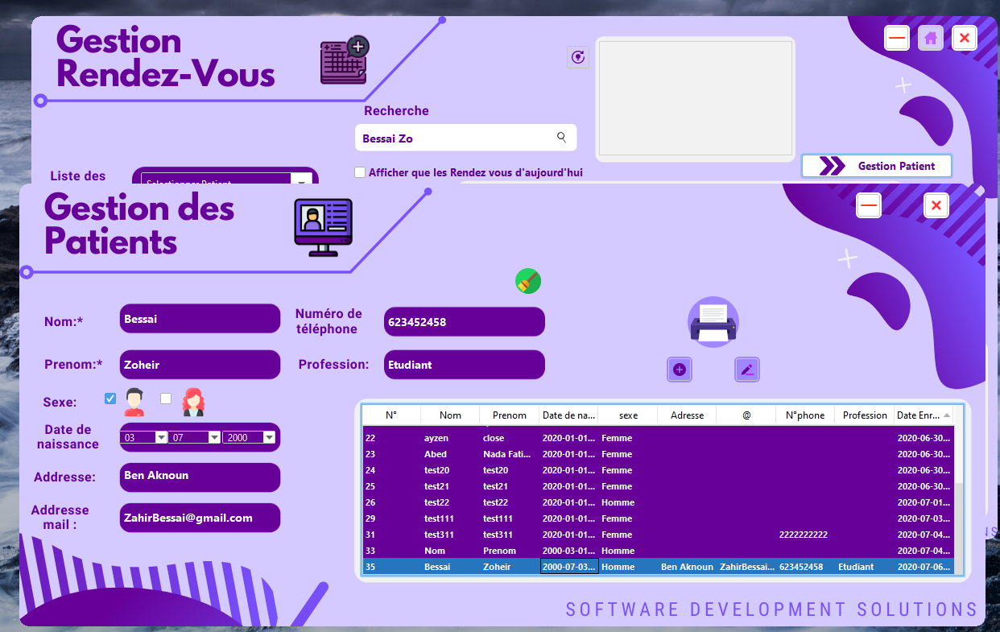 Gestion
Rendez-Vous
Recherche
Bessai Zo
Afficher que les Rendez vous d'aujourd'hui
Gestion Patient
Liste des
Gestion des
Patients
Nom:*
Bessai
Numéro de
téléphone
623452458
Prenom:*
Zoheir
Profession:
Etudiant
Sexe:
Date de
naissance
03 07 2000
Addresse:
Ben Aknoun
Addresse
mail :
ZahirBessai@gmail.com
N° Nom Prenom Date de na... sexe Adresse @ N°phone Profession Date Enr...
22 ayzen close 2020-01-01... Femme 2020-06-30...
23 Abed Nada Fati... 2020-01-01... Femme 2020-06-30...
24 test20 test20 2020-01-01... Femme 2020-06-30...
25 test21 test21 2020-01-01... Femme 2020-06-30...
26 test22 test22 2020-01-01... Homme 2020-07-01...
29 test111 test111 2020-01-01... Femme 2020-07-03...
31 test311 test311 2020-01-01... Femme 2222222222 2020-07-04...
33 Nom Prenom 2000-03-01... Homme 2020-07-04...
35 Bessai Zoheir 2000-07-03... Homme Ben Aknoun ZahirBessai... 623452458 Etudiant 2020-07-06...
SOFTWARE DEVELOPMENT SOLUTIONS